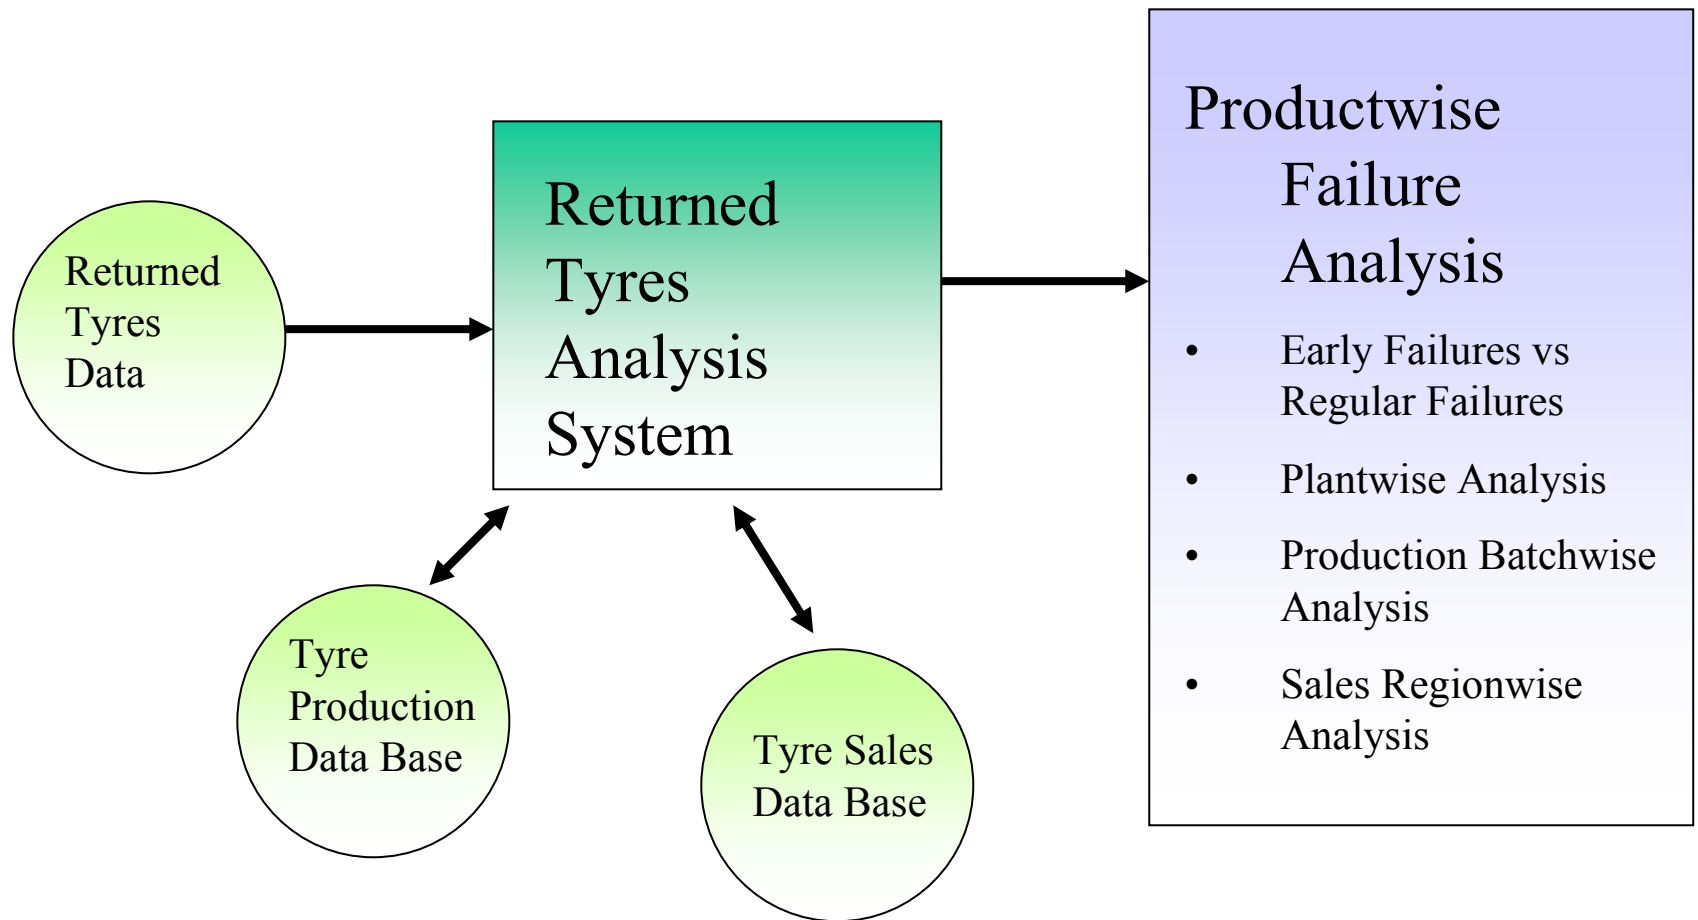 Returned
Tyres
Data
Returned
Tyres
Analysis
System
Tyre
Production
Data Base
Tyre Sales
Data Base
Productwise
Failure
Analysis
• Early Failures vs
Regular Failures
• Plantwise Analysis
• Production Batchwise
Analysis
• Sales Regionwise
Analysis